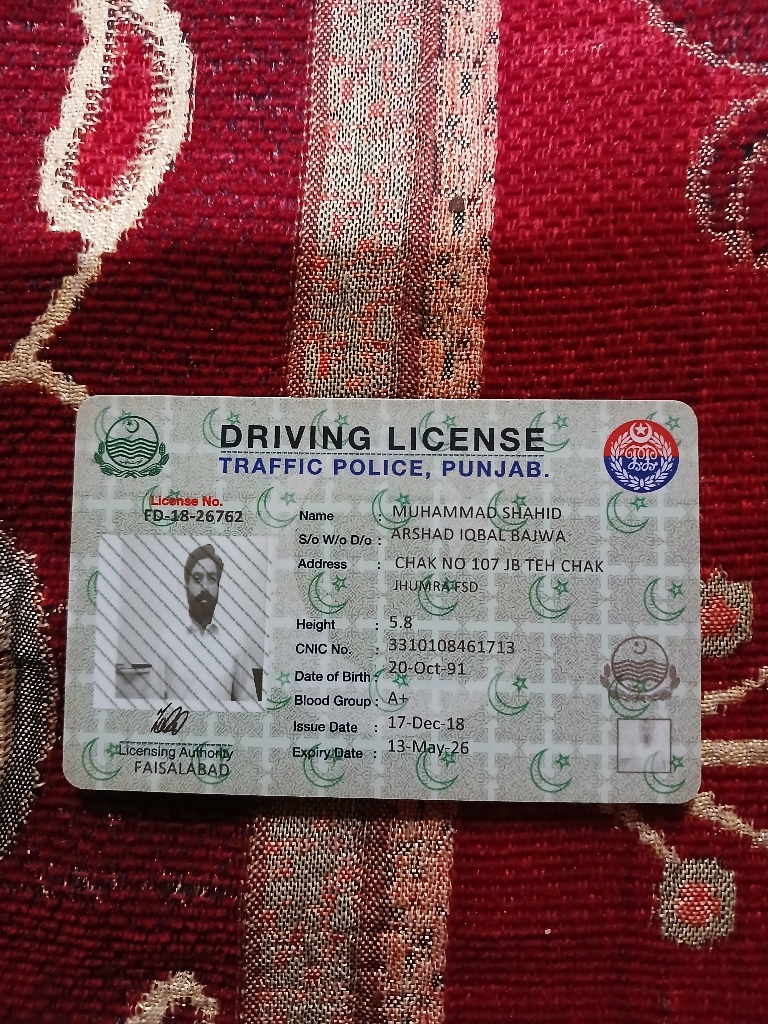 DRIVING LICENSE
TRAFFIC POLICE, PUNJAB.
License No.
FD-18-26762
Name : MUHAMMAD SHAHID
S/o W/o D/o : ARSHAD IQBAL BAJWA
Address : CHAK NO 107 JB TEH CHAK
JHUMRA FSD
Height : 5.8
CNIC No. : 3310108461713
Date of Birth : 20-Oct-91
Blood Group : A+
Issue Date : 17-Dec-18
Expiry Date : 13-May-26
Licensing Authority
FAISALABAD